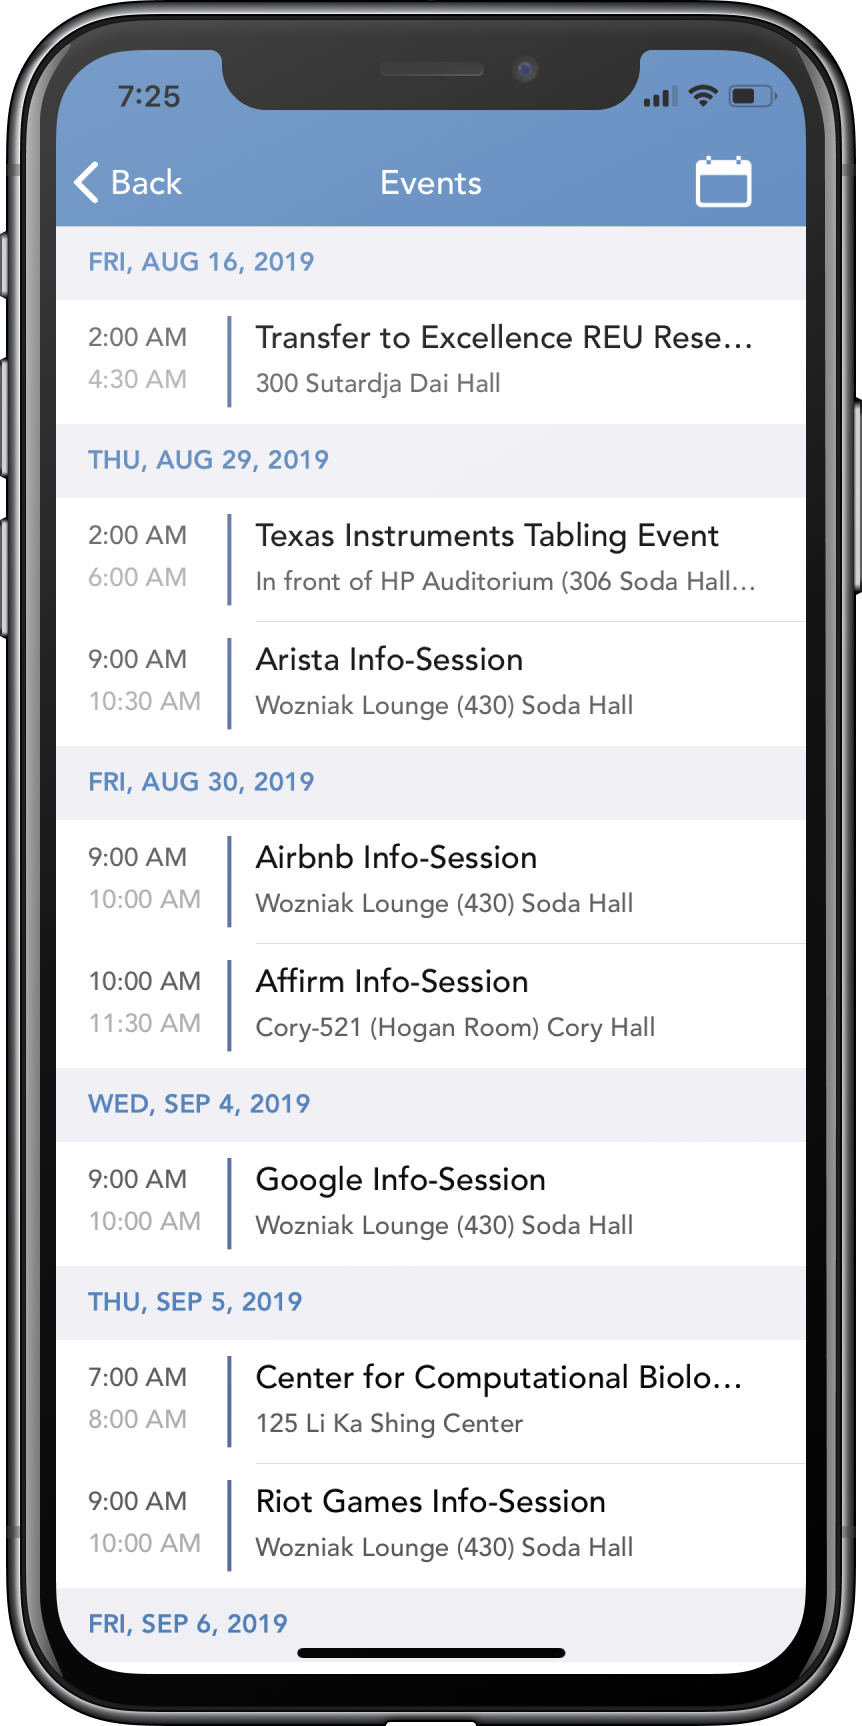 7:25
Back
Events
FRI, AUG 16, 2019
2:00 AM
Transfer to Excellence REU Rese...
4:30 AM
300 Sutardja Dai Hall
THU, AUG 29, 2019
2:00 AM
Texas Instruments Tabling Event
6:00 AM
In front of HP Auditorium (306 Soda Hall...
9:00 AM
Arista Info-Session
10:30 AM
Wozniak Lounge (430) Soda Hall
FRI, AUG 30, 2019
9:00 AM
Airbnb Info-Session
10:00 AM
Wozniak Lounge (430) Soda Hall
10:00 AM
Affirm Info-Session
11:30 AM
Cory-521 (Hogan Room) Cory Hall
WED, SEP 4, 2019
9:00 AM
Google Info-Session
10:00 AM
Wozniak Lounge (430) Soda Hall
THU, SEP 5, 2019
7:00 AM
Center for Computational Biolo...
8:00 AM
125 Li Ka Shing Center
9:00 AM
Riot Games Info-Session
10:00 AM
Wozniak Lounge (430) Soda Hall
FRI, SEP 6, 2019